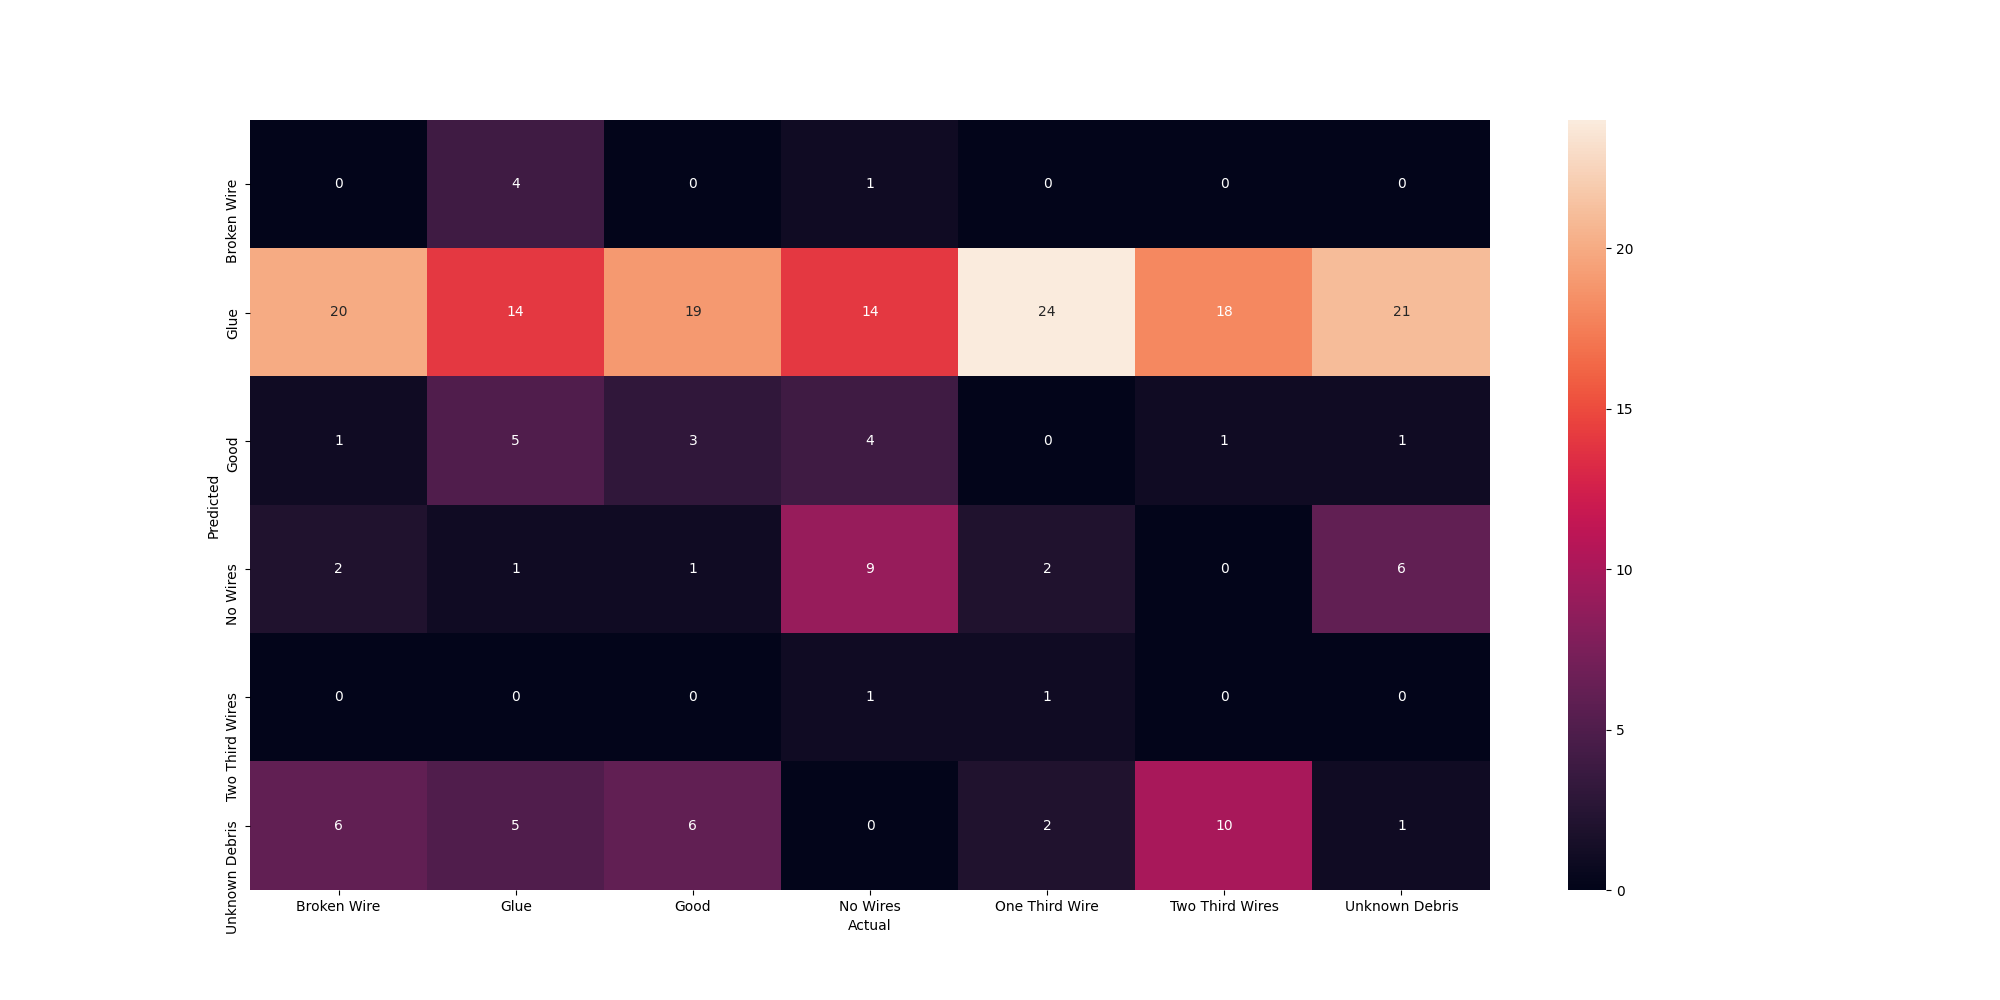 Predicted
Broken Wire
0 4 0 1 0 0 0
Glue
20 14 19 14 24 18 21
Good
1 5 3 4 0 1 1
No Wires
2 1 1 9 2 0 6
Two Third Wires
0 0 0 1 1 0 0
Unknown Debris
6 5 6 0 2 10 1
Broken Wire Glue Good No Wires One Third Wire Two Third Wires Unknown Debris
Actual
20
15
10
5
0